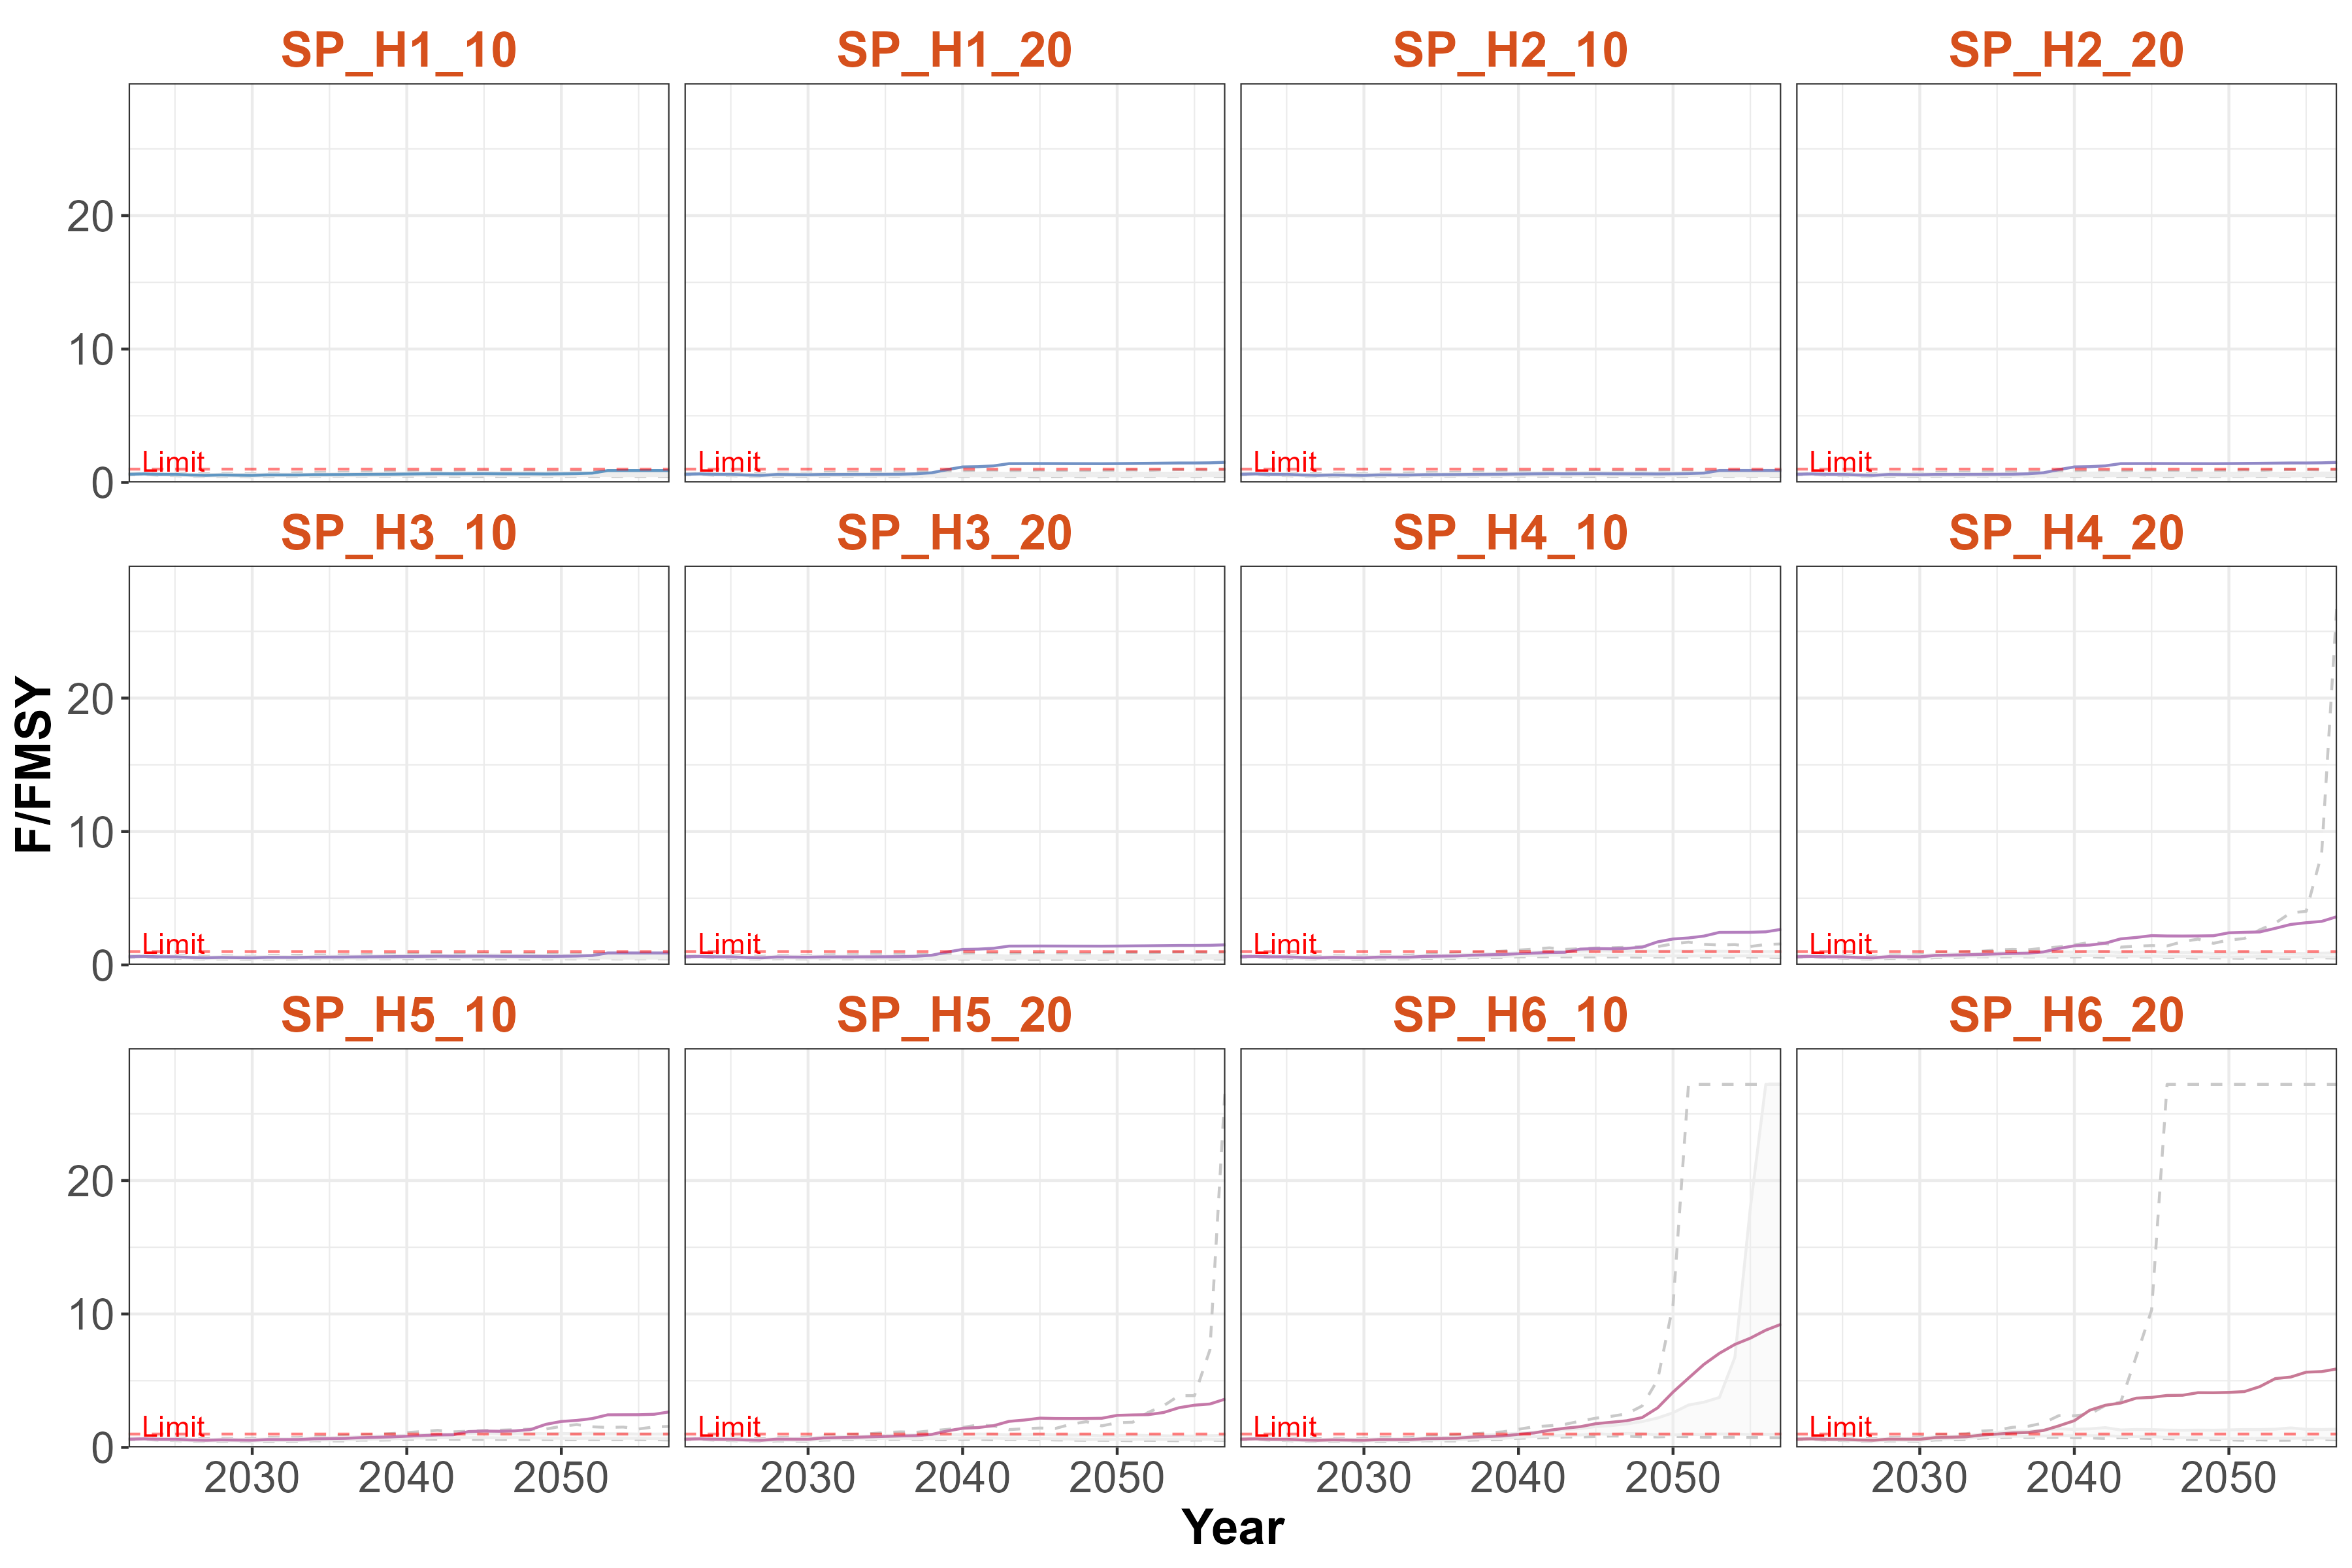 SP_H1_10 SP_H1_20 SP_H2_10 SP_H2_20
20
10
0
Limit Limit Limit Limit
SP_H3_10 SP_H3_20 SP_H4_10 SP_H4_20
20
10
0
Limit Limit Limit Limit
F/FMSY
SP_H5_10 SP_H5_20 SP_H6_10 SP_H6_20
20
10
0
Limit Limit Limit Limit
2030 2040 2050 2030 2040 2050 2030 2040 2050 2030 2040 2050
Year